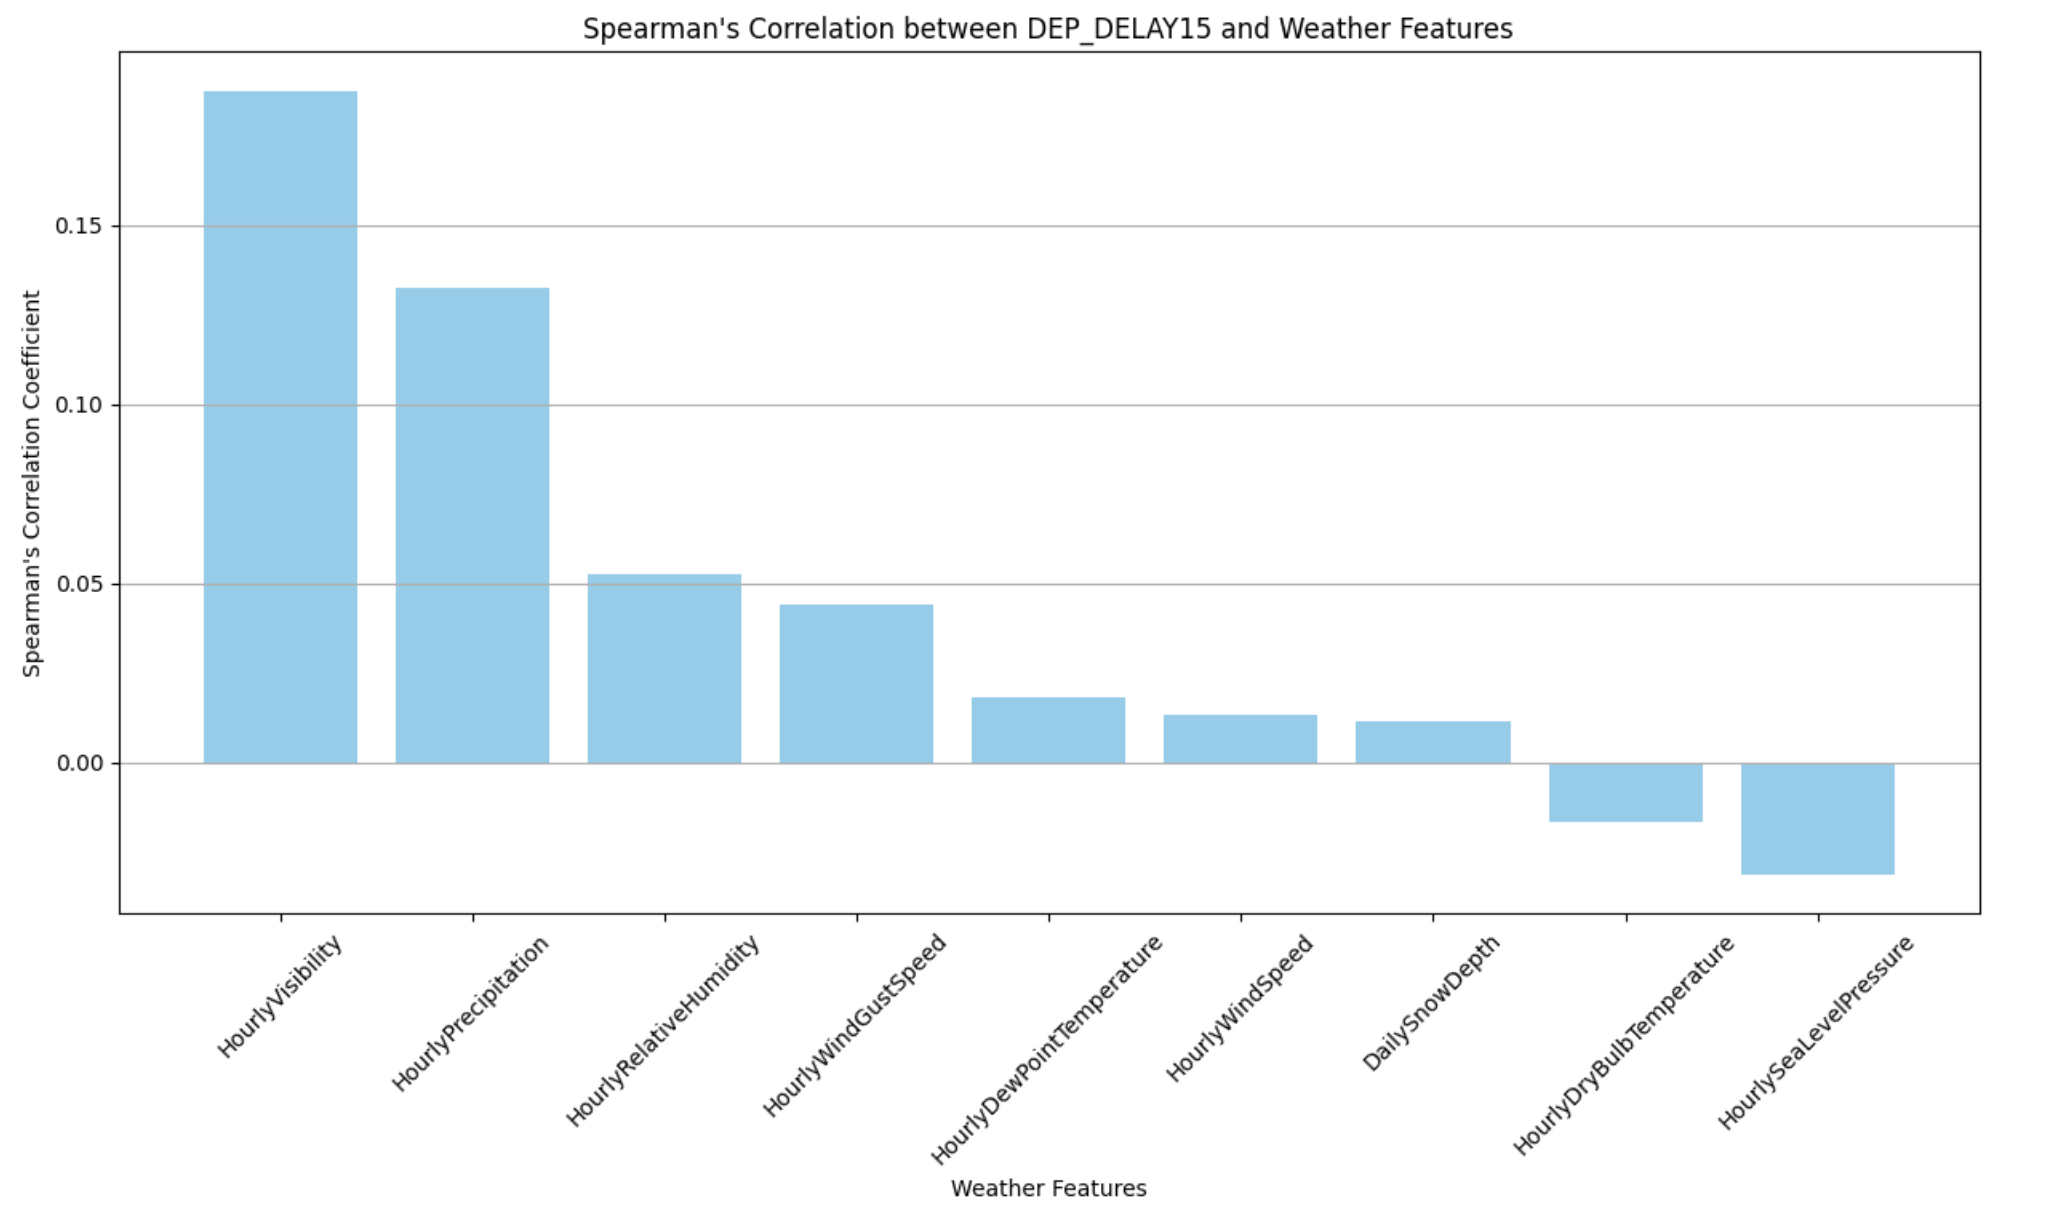 Spearman's Correlation between DEP_DELAY15 and Weather Features
Spearman's Correlation Coefficient
0.15
0.10
0.05
0.00
HourlyVisibility
HourlyPrecipitation
HourlyRelativeHumidity
HourlyWindGustSpeed
HourlyDewPointTemperature
HourlyWindSpeed
DailySnowDepth
HourlyDryBulbTemperature
HourlySeaLevelPressure
Weather Features